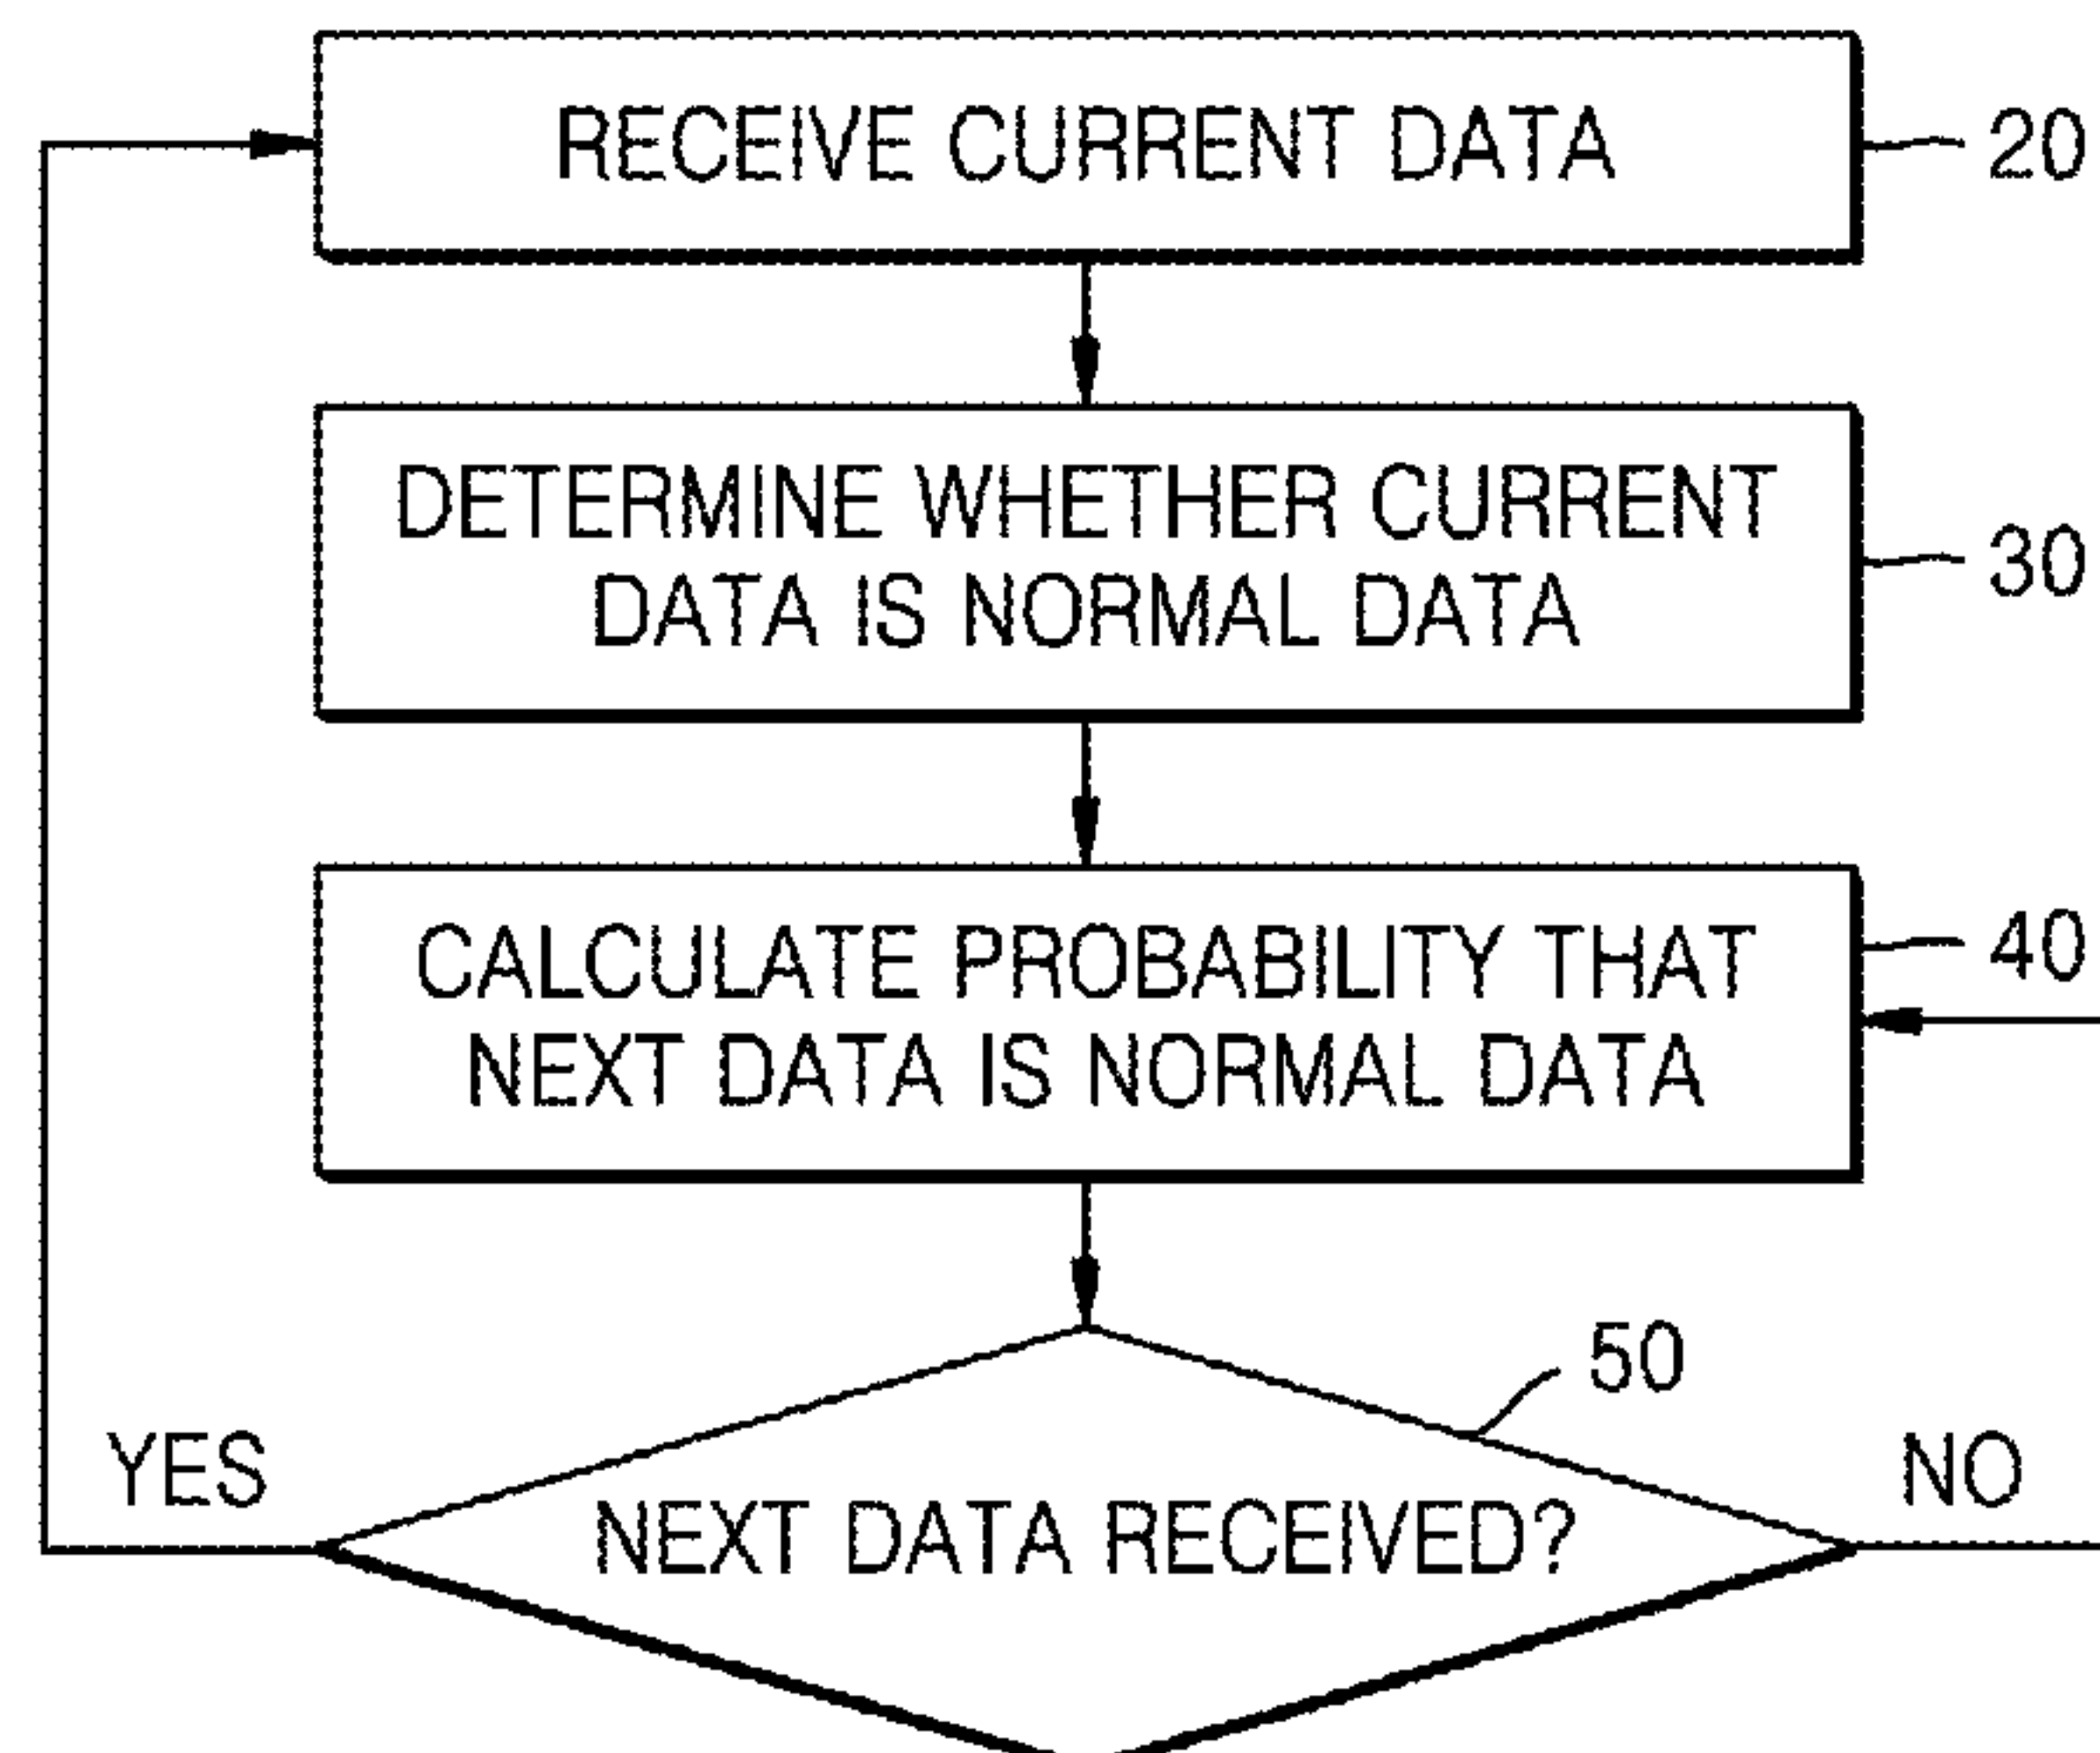 RECEIVE CURRENT DATA
20
DETERMINE WHETHER CURRENT
DATA IS NORMAL DATA
30
CALCULATE PROBABILITY THAT
NEXT DATA IS NORMAL DATA
40
50
YES
NO
NEXT DATA RECEIVED?